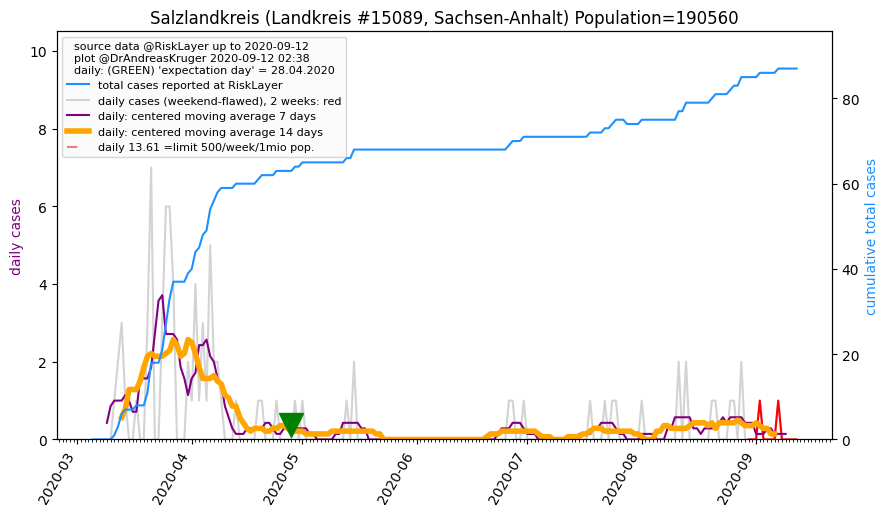 Salzlandkreis (Landkreis #15089, Sachsen-Anhalt) Population=190560
source data @RiskLayer up to 2020-09-12
plot @DrAndreasKruger 2020-09-12 02:38
daily: (GREEN) 'expectation day' = 28.04.2020
total cases reported at RiskLayer
daily cases (weekend-flawed), 2 weeks: red
daily: centered moving average 7 days
daily: centered moving average 14 days
daily 13.61 =limit 500/week/1mio pop.
daily cases
10
8
6
4
2
0
cumulative total cases
80
60
40
20
0
2020-03
2020-04
2020-05
2020-06
2020-07
2020-08
2020-09